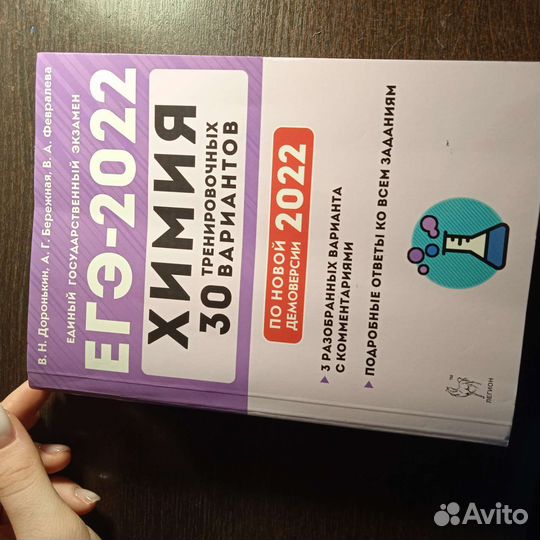 В. Н. Доронькин, А. Г. Бережная, В. А. Февралева
ЕДИНЫЙ ГОСУДАРСТВЕННЫЙ ЭКЗАМЕН
ЕГЭ-2022
ХИМИЯ
30 ТРЕНИРОВОЧНЫХ
ВАРИАНТОВ
ПО НОВОЙ
ДЕМОВЕРСИИ
2022
3 РАЗОБРАННЫХ ВАРИАНТА
С КОММЕНТАРИЯМИ
ПОДРОБНЫЕ ОТВЕТЫ КО ВСЕМ ЗАДАНИЯМ
TM
ЛЕГИОН
Avito